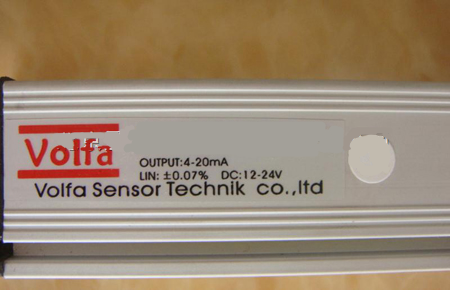 Volfa
OUTPUT:4-20mA
LIN: ±0.07% DC:12-24V
Volfa Sensor Technik co.,ltd